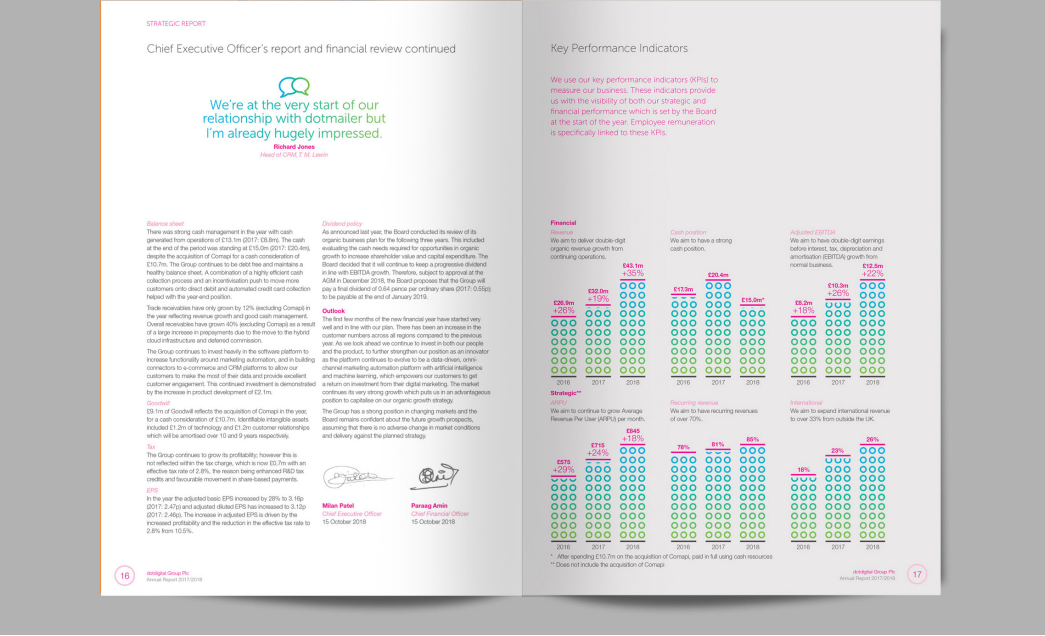 STRATEGIC REPORT
Chief Executive Officer's report and financial review continued
We're at the very start of our
relationship with dotmailer but
I'm already hugely impressed.
Richard Jones
Head of CRM, T. M. Lewin
Balance sheet
There was strong cash management in the year with cash
generated from operations of £13.1m (2017: £8.8m). The cash
at the end of the period was standing at £15.0m (2017: £20.4m),
despite the acquisition of Comapi for a cash consideration of
£10.7m. The Group continues to be debt free and maintains a
healthy balance sheet. A combination of a highly efficient cash
collection process and an incentivisation push to move more
customers onto direct debit and automated credit card collection
helped with the year-end position.
Trade receivables have only grown by 12% (excluding Comapi) in
the year reflecting revenue growth and good cash management.
Overall receivables have grown 40% (excluding Comapi) as a result
of a large increase in prepayments due to the move to the hybrid
cloud infrastructure and deferred commission.
The Group continues to invest heavily in the software platform to
increase functionality around marketing automation, and in building
connectors to e-commerce and CRM platforms to allow our
customers to make the most of their data and provide excellent
customer engagement. This continued investment is demonstrated
by the increase in product development of £2.1m.
Goodwill
£9.1m of Goodwill reflects the acquisition of Comapi in the year,
for a cash consideration of £10.7m. Identifiable intangible assets
included £1.2m of technology and £1.2m customer relationships
which will be amortised over 10 and 9 years respectively.
Tax
The Group continued to grow its profitability; however this is
not reflected within the tax charge, which is now £0.7m with an
effective tax rate of 2.8%, the reason being enhanced R&D tax
credits and favourable movement in share-based payments.
EPS
In the year the adjusted basic EPS increased by 28% to 3.16p
(2017: 2.47p) and adjusted diluted EPS has increased to 3.12p
(2017: 2.46p). The increase in adjusted EPS is driven by the
increased profitability and the reduction in the effective tax rate to
2.8% from 10.5%.
Dividend policy
As announced last year, the Board conducted its review of its
organic business plan for the following three years. This included
evaluating the cash needs required for opportunities in organic
growth to increase shareholder value and capital expenditure. The
Board decided that it will continue to keep a progressive dividend
in line with EBITDA growth. Therefore, subject to approval at the
AGM in December 2018, the Board proposes that the Group will
pay a final dividend of 0.64 pence per ordinary share (2017: 0.55p)
to be payable at the end of January 2019.
Outlook
The first few months of the new financial year have started very
well and in line with our plan. There has been an increase in the
customer numbers across all regions compared to the previous
year. As we look ahead we continue to invest in both our people
and the product, to further strengthen our position as an innovator
as the platform continues to evolve to be a data-driven, omni-
channel marketing automation platform with artificial intelligence
and machine learning, which empowers our customers to get
a return on investment from their digital marketing. The market
continues its very strong growth which puts us in an advantageous
position to capitalise on our organic growth strategy.
The Group has a strong position in changing markets and the
Board remains confident about the future growth prospects,
assuming that there is no adverse change in market conditions
and delivery against the planned strategy.
Milan Patel
Chief Executive Officer
15 October 2018
Paraag Amin
Chief Financial Officer
15 October 2018
16
dotdigital Group Plc
Annual Report 2017/2018
Key Performance Indicators
We use our key performance indicators (KPIs) to
measure our business. These indicators provide
us with the visibility of both our strategic and
financial performance which is set by the Board
at the start of the year. Employee remuneration
is specifically linked to these KPIs.
Financial
Revenue
We aim to deliver double-digit
organic revenue growth from
continuing operations.
£26.9m
+26%
£32.0m
+19%
£43.1m
+35%
2016 2017 2018
Cash position
We aim to have a strong
cash position.
£17.3m
£20.4m
£15.0m*
2016 2017 2018
Adjusted EBITDA
We aim to have double-digit earnings
before interest, tax, depreciation and
amortisation (EBITDA) growth from
normal business.
£8.2m
+18%
£10.3m
+26%
£12.5m
+22%
2016 2017 2018
Strategic**
ARPU
We aim to continue to grow Average
Revenue Per User (ARPU) per month.
£575
+29%
£715
+24%
£845
+18%
2016 2017 2018
Recurring revenue
We aim to have recurring revenues
of over 70%.
78%
81%
85%
2016 2017 2018
International
We aim to expand international revenue
to over 33% from outside the UK.
18%
23%
26%
2016 2017 2018
* After spending £10.7m on the acquisition of Comapi, paid in full using cash resources
** Does not include the acquisition of Comapi
dotdigital Group Plc
Annual Report 2017/2018
17